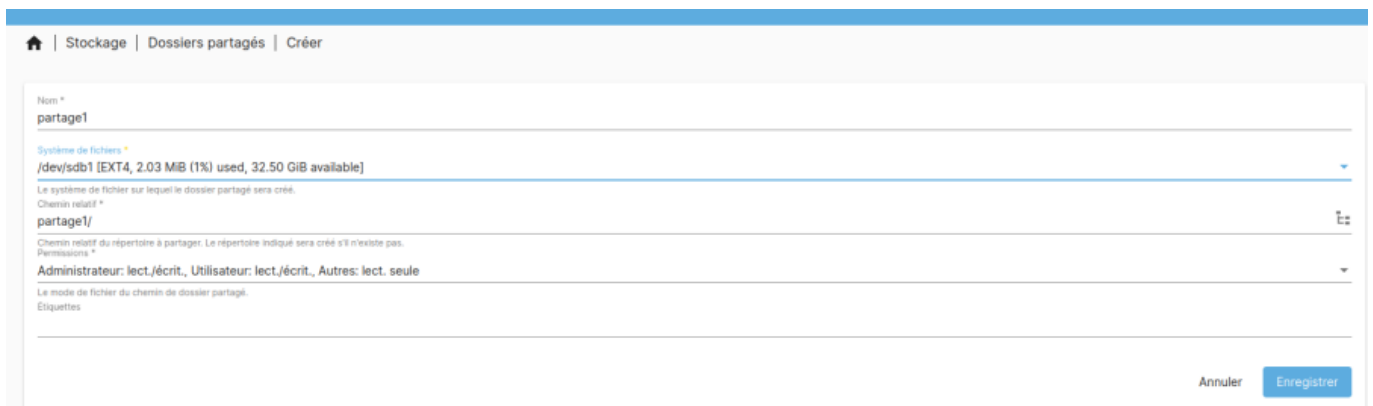 Stockage | Dossiers partagés | Créer
Nom *
partage1
Système de fichiers *
/dev/sdb1 [EXT4, 2.03 MiB (1%) used, 32.50 GiB available]
Le système de fichier sur lequel le dossier partagé sera créé.
Chemin relatif *
partage1/
Chemin relatif du répertoire à partager. Le répertoire indiqué sera créé s'il n'existe pas.
Permissions *
Administrateur: lect./écrit., Utilisateur: lect./écrit., Autres: lect. seule
Le mode de fichier du chemin de dossier partagé.
Étiquettes
Annuler Enregistrer